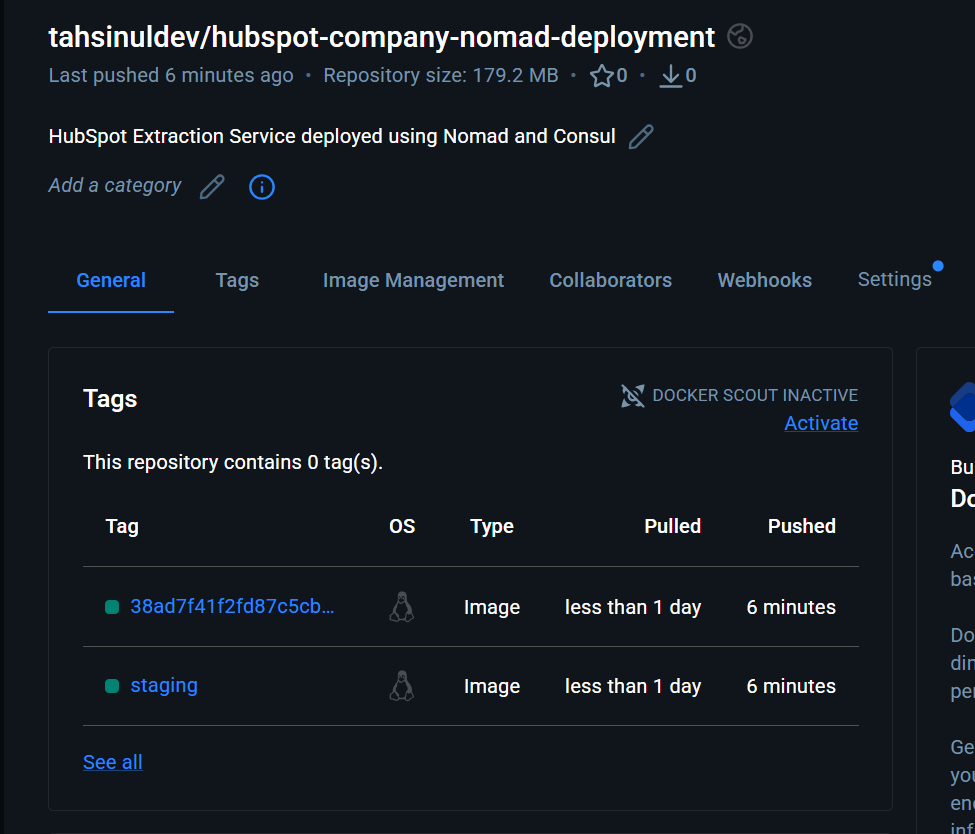 tahsinuldev/hubspot-company-nomad-deployment
Last pushed 6 minutes ago • Repository size: 179.2 MB • 0 • 0
HubSpot Extraction Service deployed using Nomad and Consul
Add a category
General Tags Image Management Collaborators Webhooks Settings
Tags
DOCKER SCOUT INACTIVE
Activate
This repository contains 0 tag(s).
Tag OS Type Pulled Pushed
38ad7f41f2fd87c5cb... Image less than 1 day 6 minutes
staging Image less than 1 day 6 minutes
See all